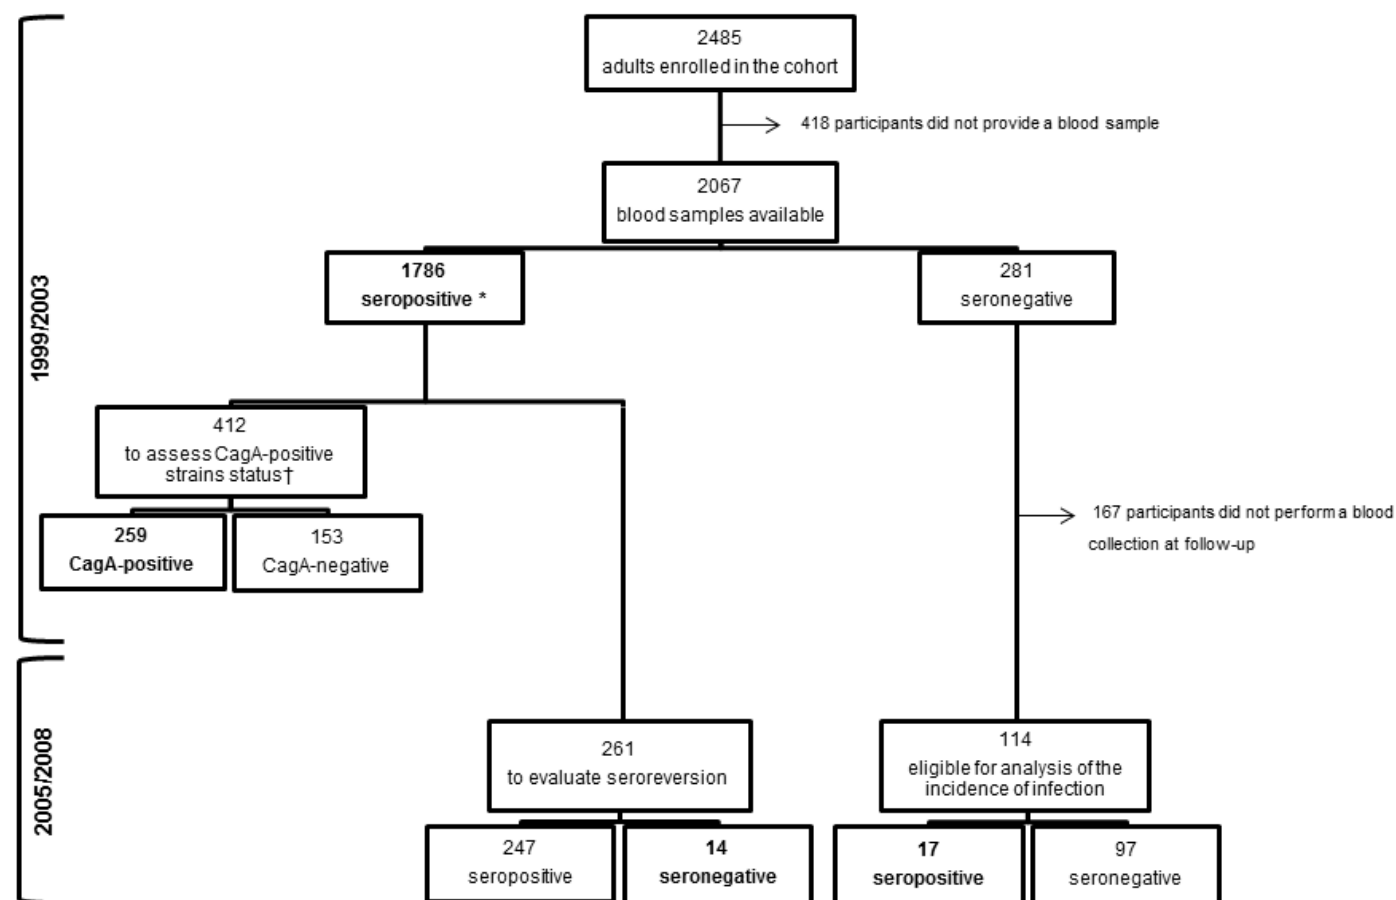 2485
adults enrolled in the cohort
418 participants did not provide a blood sample
2067
blood samples available
1786
seropositive *
281
seronegative
1999/2003
412
to assess CagA-positive
strains status†
259
CagA-positive
153
CagA-negative
167 participants did not perform a blood
collection at follow-up
2005/2008
261
to evaluate seroreversion
114
eligible for analysis of the
incidence of infection
247
seropositive
14
seronegative
17
seropositive
97
seronegative